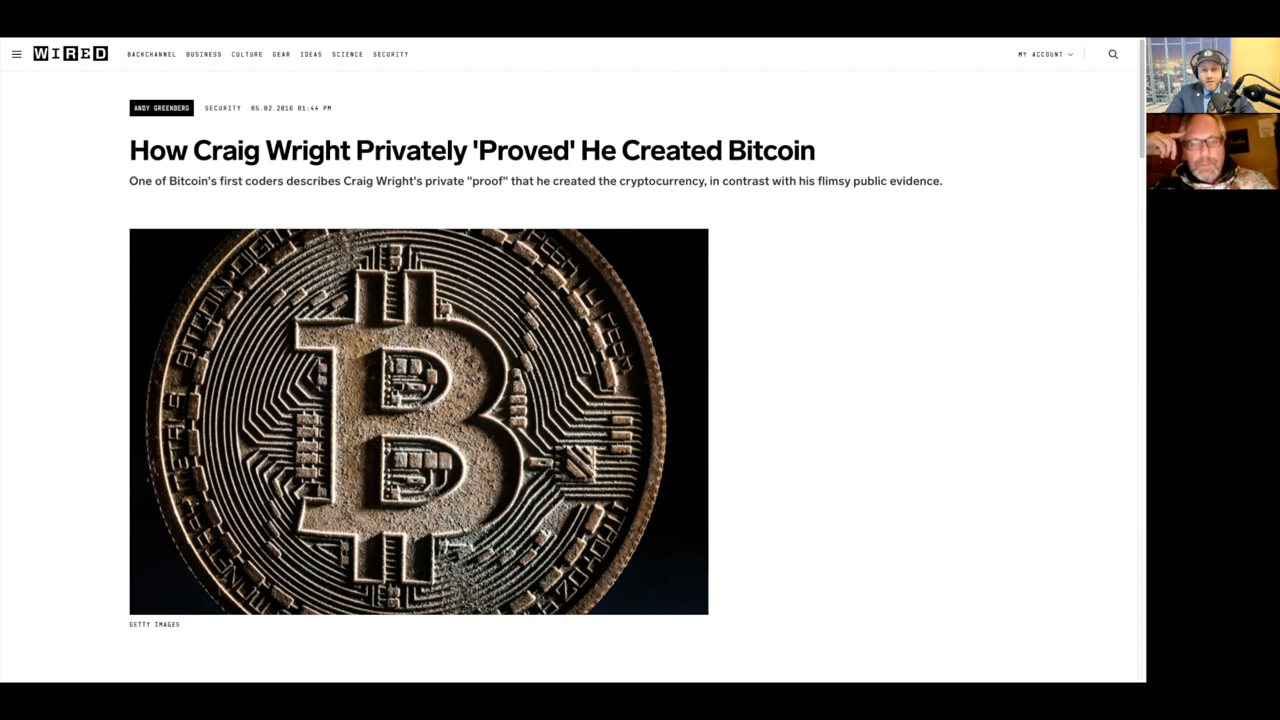 WIRED
BACKCHANNEL BUSINESS CULTURE GEAR IDEAS SCIENCE SECURITY
MY ACCOUNT
ANDY GREENBERG SECURITY 05.02.2016 01:44 PM
How Craig Wright Privately 'Proved' He Created Bitcoin
One of Bitcoin's first coders describes Craig Wright's private "proof" that he created the cryptocurrency, in contrast with his flimsy public evidence.
BITCOIN
GETTY IMAGES